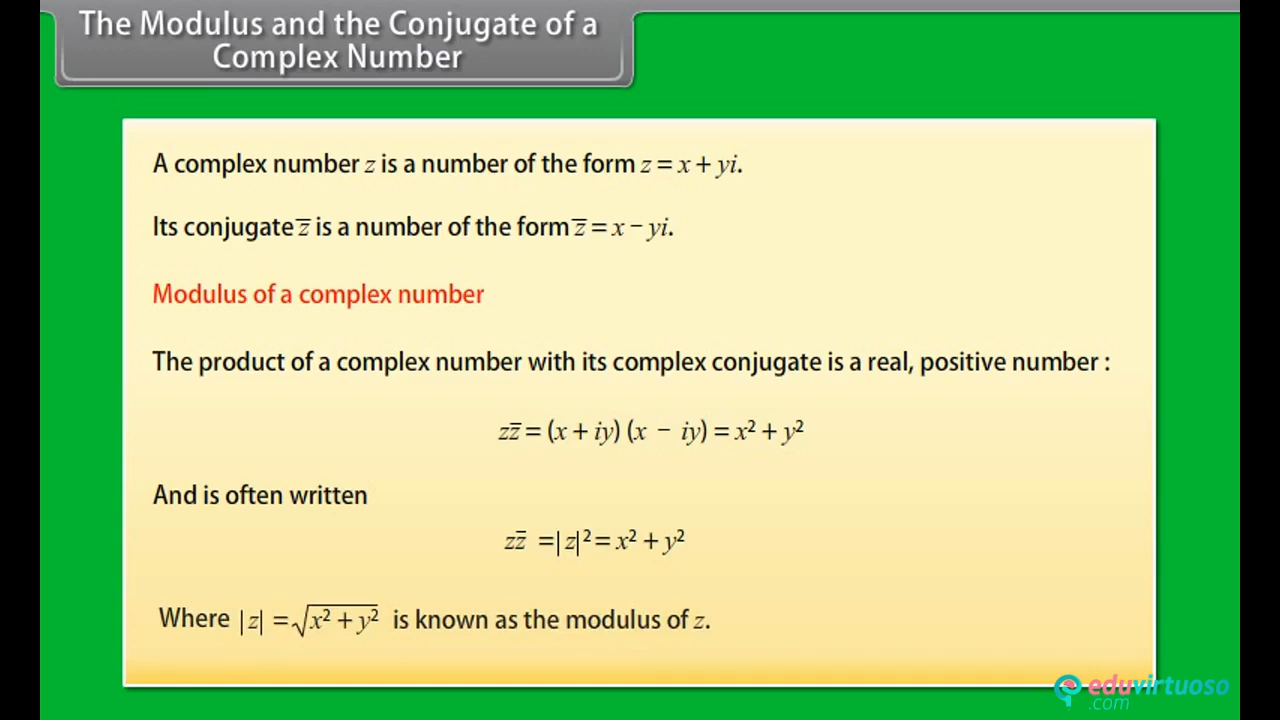 The Modulus and the Conjugate of a
Complex Number
A complex number z is a number of the form z = x + yi.
Its conjugate z̅ is a number of the form z̅ = x − yi.
Modulus of a complex number
The product of a complex number with its complex conjugate is a real, positive number :
zz̅ = (x + iy) (x − iy) = x² + y²
And is often written
zz̅ =|z|²= x² + y²
Where |z| =√(x² + y²) is known as the modulus of z.
eduvirtuoso
.com